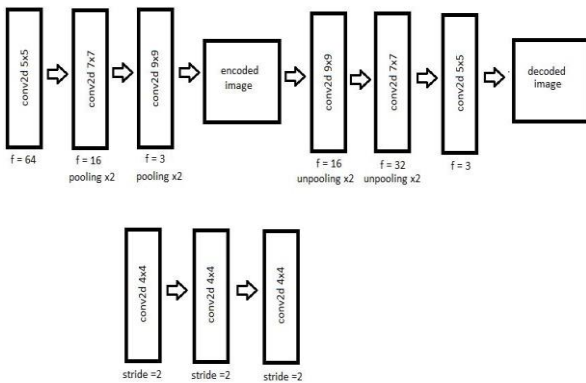 conv2d 5x5
conv2d 7x7
conv2d 9x9
encoded
image
conv2d 9x9
conv2d 7x7
conv2d 5x5
decoded
image
f = 64
f = 16
pooling x2
f = 3
pooling x2
f = 16
unpooling x2
f = 32
unpooling x2
f = 3
conv2d 4x4
conv2d 4x4
conv2d 4x4
stride =2
stride =2
stride =2